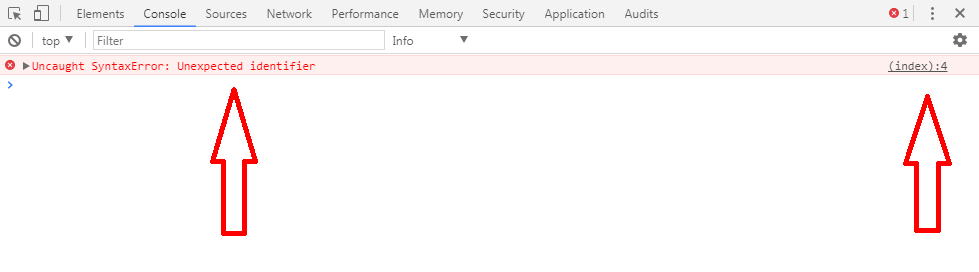 Elements Console Sources Network Performance Memory Security Application Audits 1
top Filter Info
Uncaught SyntaxError: Unexpected identifier (index):4